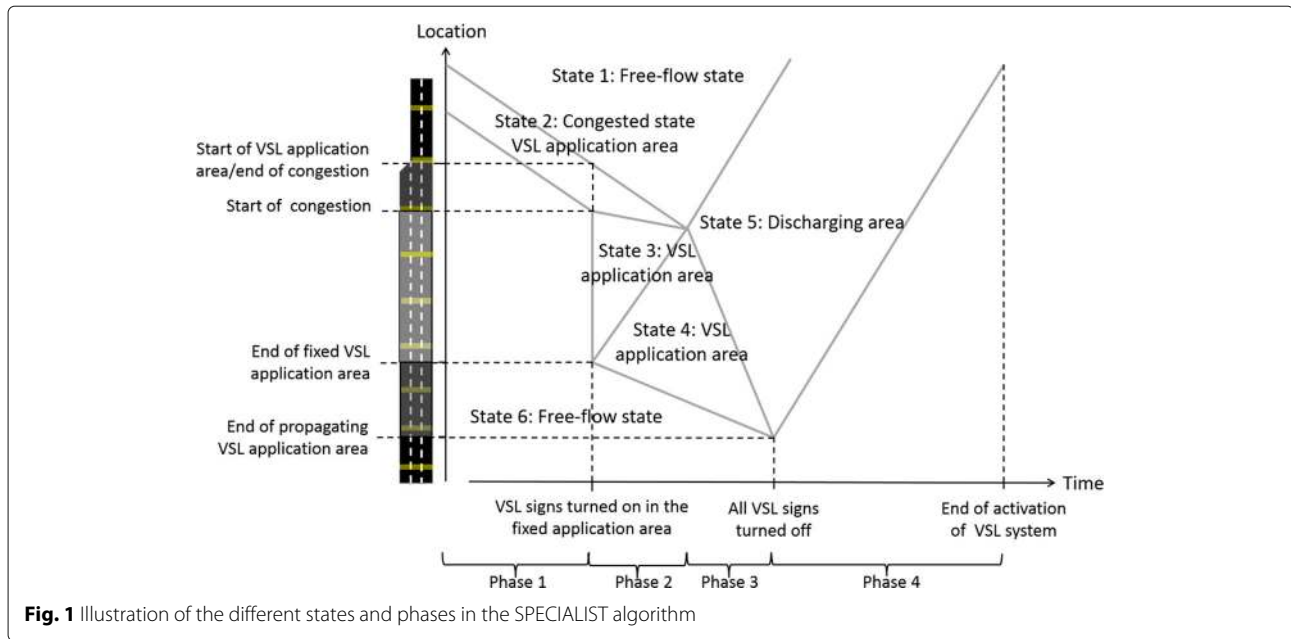 Location
State 1: Free-flow state
State 2: Congested state
VSL application area
Start of VSL application
area/end of congestion
Start of congestion
State 5: Discharging area
State 3: VSL
application area
State 4: VSL
application area
End of fixed VSL
application area
State 6: Free-flow state
End of propagating
VSL application area
Time
VSL signs turned on in the
fixed application area
All VSL signs
turned off
End of activation
of VSL system
Phase 1
Phase 2
Phase 3
Phase 4
Fig. 1 Illustration of the different states and phases in the SPECIALIST algorithm